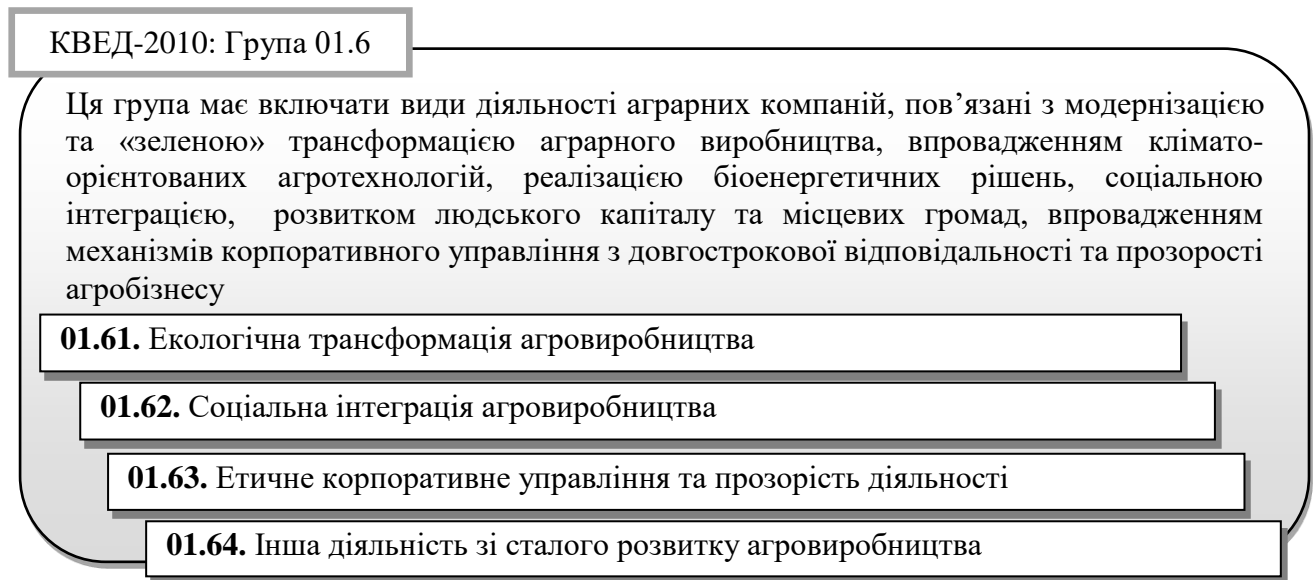 КВЕД-2010: Група 01.6
Ця група має включати види діяльності аграрних компаній, пов’язані з модернізацією
та «зеленою» трансформацією аграрного виробництва, впровадженням клімато-
орієнтованих агротехнологій, реалізацією біоенергетичних рішень, соціальною
інтеграцією, розвитком людського капіталу та місцевих громад, впровадженням
механізмів корпоративного управління з довгострокової відповідальності та прозорості
агробізнесу
01.61. Екологічна трансформація агровиробництва
01.62. Соціальна інтеграція агровиробництва
01.63. Етичне корпоративне управління та прозорість діяльності
01.64. Інша діяльність зі сталого розвитку агровиробництва